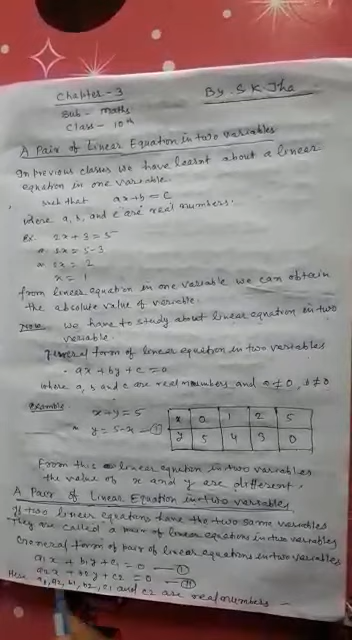 Chapter-3
By. S K Jha
Sub - Maths
Class - 10th
A Pair of Linear Equation in two variables
In previous classes we have learnt about a linear
equation in one variable.
such that ax+b = c
where a, b, and c are real numbers.
Ex. 2x + 3 = 5
2x = 5-3
2x = 2
x = 1
from linear equation in one variable we can obtain
the absolute value of variable.
Note We have to study about linear equation in two
variable.
general form of linear equation in two variables
ax + by + c = 0
where a, b and c are real numbers and a≠0, b≠0
Example x+y = 5
y = 5-x — (1)
x 0 1 2 5
y 5 4 3 0
From this linear equation in two variables
the value of x and y are different.
A Pair of Linear Equation in two variables
If two linear equations have the two same variables
They are called a pair of linear equations in two variables
General form of pair of linear equations in two variables
a1x + b1y + c1 = 0 — (1)
a2x + b2y + c2 = 0 — (11)
Here a1, a2, b1, b2, c1 and c2 are real numbers —